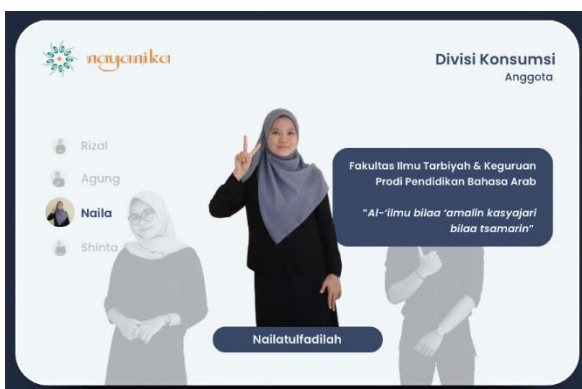 nayanika
Divisi Konsumsi
Anggota
Rizal
Agung
Naila
Shinta
Fakultas Ilmu Tarbiyah & Keguruan
Prodi Pendidikan Bahasa Arab
"Al-'ilmu bilaa 'amalin kasyajari
bilaa tsamarin"
Nailatulfadilah